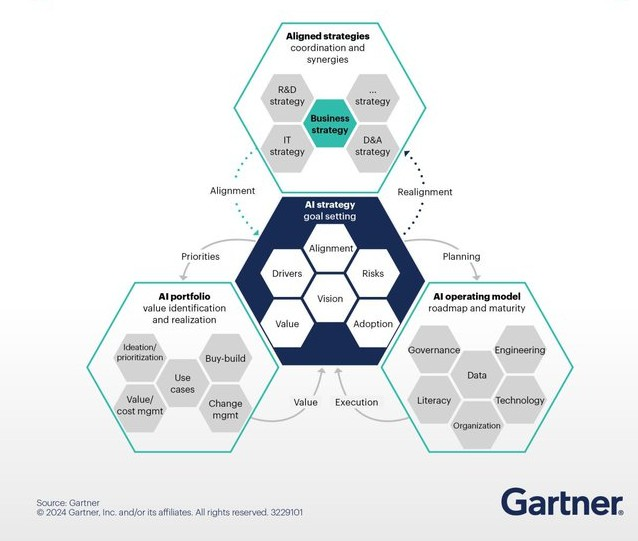 Aligned strategies
coordination and
synergies
R&D
strategy
...
strategy
Business
strategy
IT
strategy
D&A
strategy
Alignment
Realignment
AI strategy
goal setting
Alignment
Drivers
Risks
Vision
Value
Adoption
Priorities
Planning
AI portfolio
value identification
and realization
Ideation/
prioritization
Buy-build
Use
cases
Value/
cost mgmt
Change
mgmt
AI operating model
roadmap and maturity
Governance
Engineering
Data
Literacy
Technology
Organization
Value
Execution
Source: Gartner
© 2024 Gartner, Inc. and/or its affiliates. All rights reserved. 3229101
Gartner®